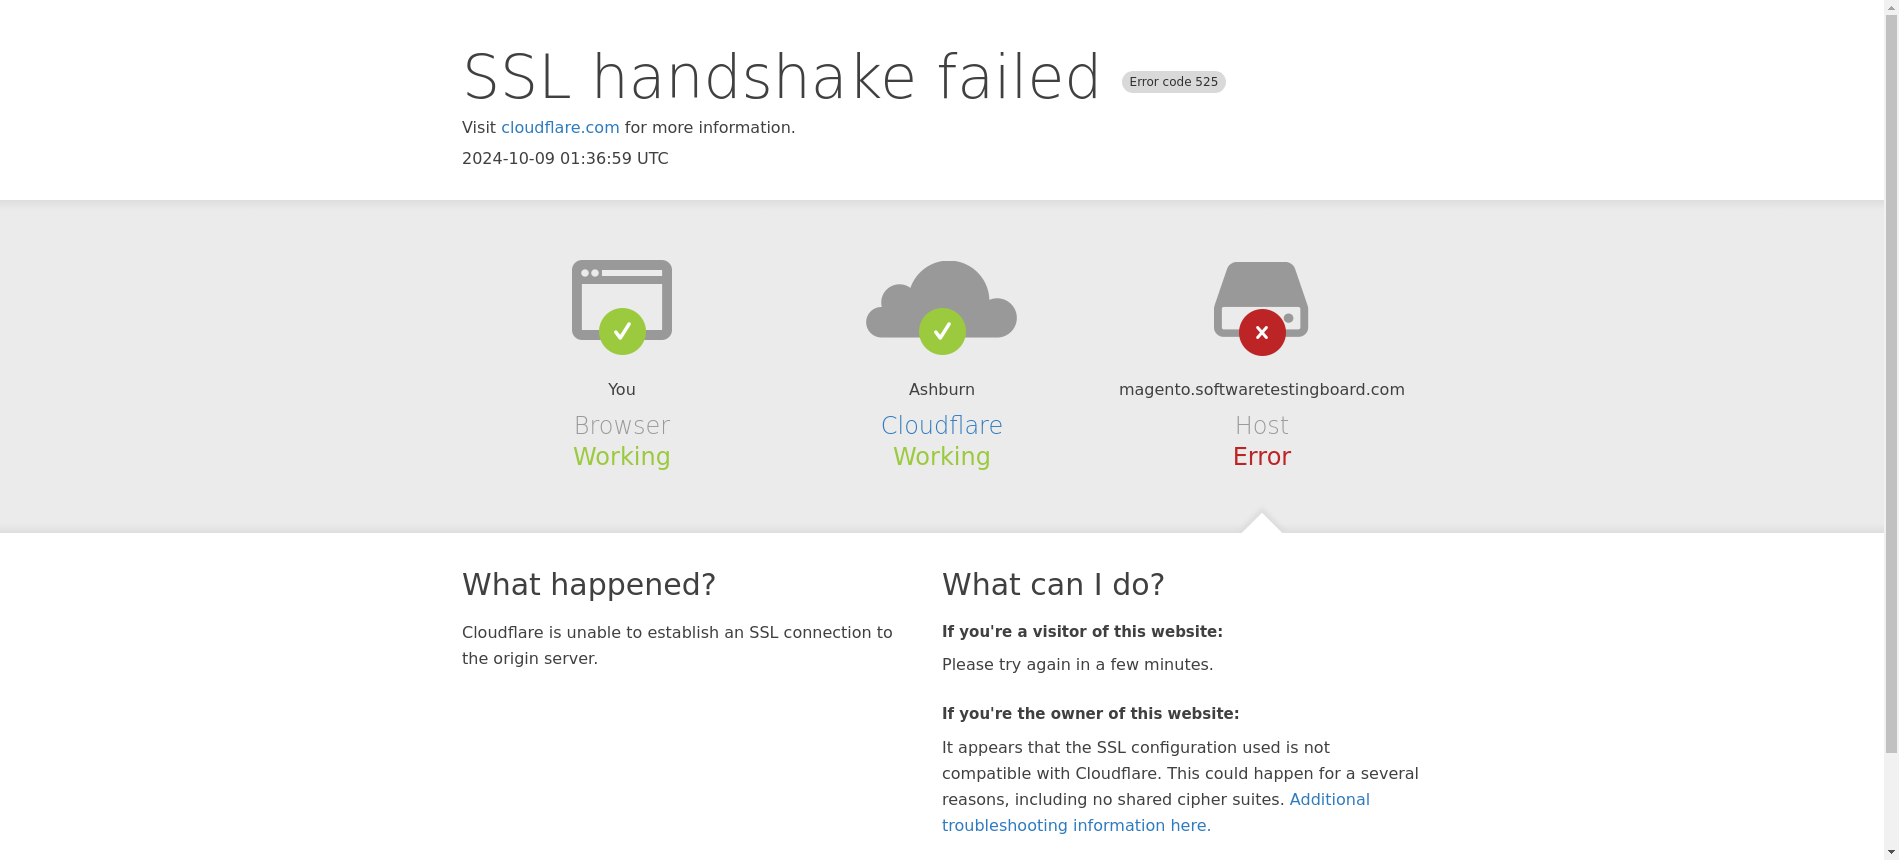 SSL handshake failed Error code 525
Visit cloudflare.com for more information.
2024-10-09 01:36:59 UTC
You
Browser
Working
Ashburn
Cloudflare
Working
magento.softwaretestingboard.com
Host
Error
What happened?
Cloudflare is unable to establish an SSL connection to
the origin server.
What can I do?
If you're a visitor of this website:
Please try again in a few minutes.
If you're the owner of this website:
It appears that the SSL configuration used is not
compatible with Cloudflare. This could happen for a several
reasons, including no shared cipher suites. Additional
troubleshooting information here.